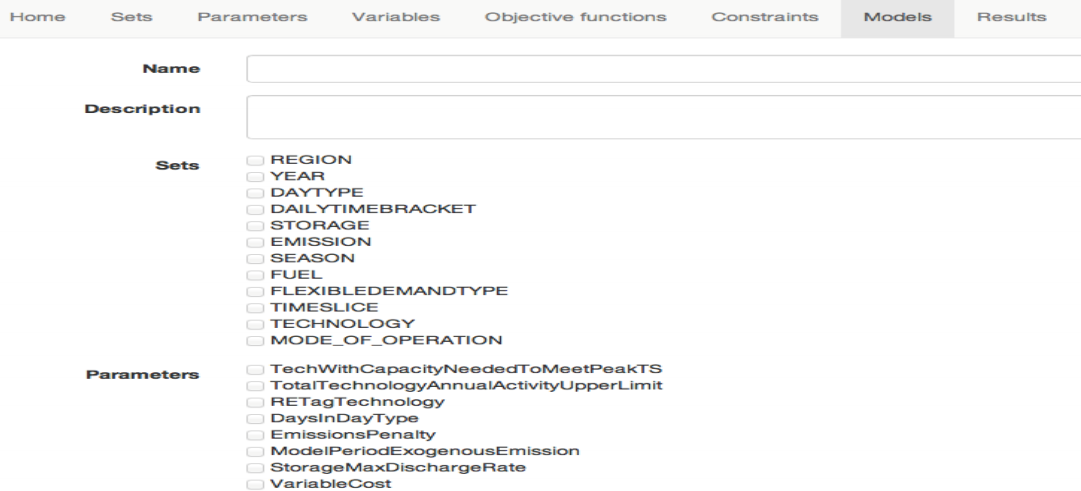 Home Sets Parameters Variables Objective functions Constraints Models Results
Name
Description
Sets
REGION
YEAR
DAYTYPE
DAILYTIMEBRACKET
STORAGE
EMISSION
SEASON
FUEL
FLEXIBLEDEMANDTYPE
TIMESLICE
TECHNOLOGY
MODE_OF_OPERATION
Parameters
TechWithCapacityNeededToMeetPeakTS
TotalTechnologyAnnualActivityUpperLimit
RETagTechnology
DaysInDayType
EmissionsPenalty
ModelPeriodExogenousEmission
StorageMaxDischargeRate
VariableCost